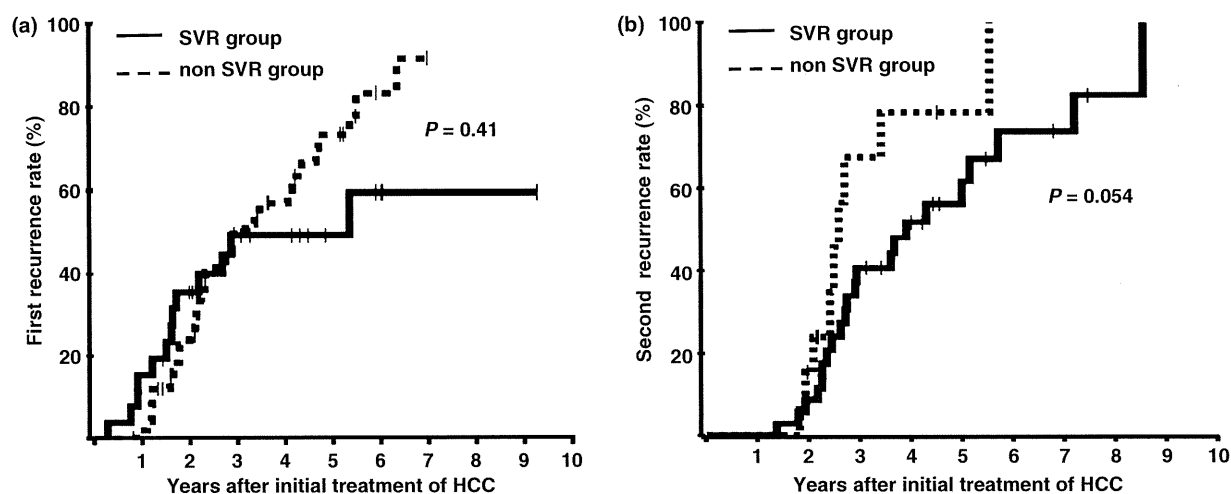 (a)
SVR group
non SVR group
P = 0.41
First recurrence rate (%)
100
80
60
40
20
1 2 3 4 5 6 7 8 9 10
Years after initial treatment of HCC
(b)
SVR group
non SVR group
P = 0.054
Second recurrence rate (%)
100
80
60
40
20
1 2 3 4 5 6 7 8 9 10
Years after initial treatment of HCC